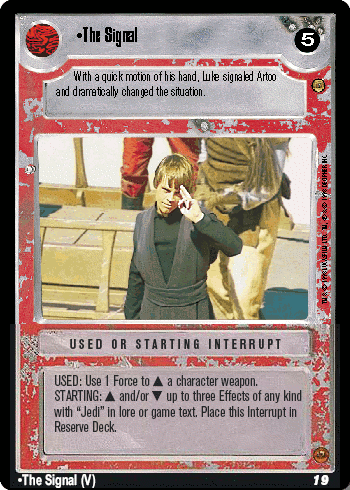 •The Signal
5
With a quick motion of his hand, Luke signaled Artoo
and dramatically changed the situation.
USED OR STARTING INTERRUPT
USED: Use 1 Force to ▲ a character weapon.
STARTING: ▲ and/or ▼ up to three Effects of any kind
with “Jedi” in lore or game text. Place this Interrupt in
Reserve Deck.
•The Signal (V)
19